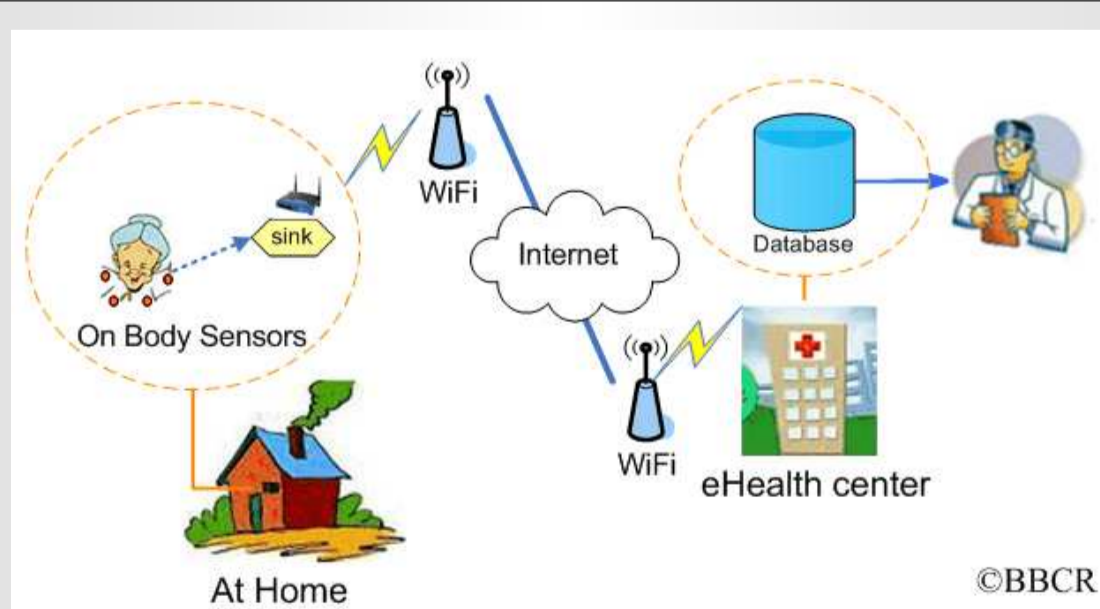 WiFi
sink
On Body Sensors
At Home
Internet
WiFi
Database
eHealth center
©BBCR